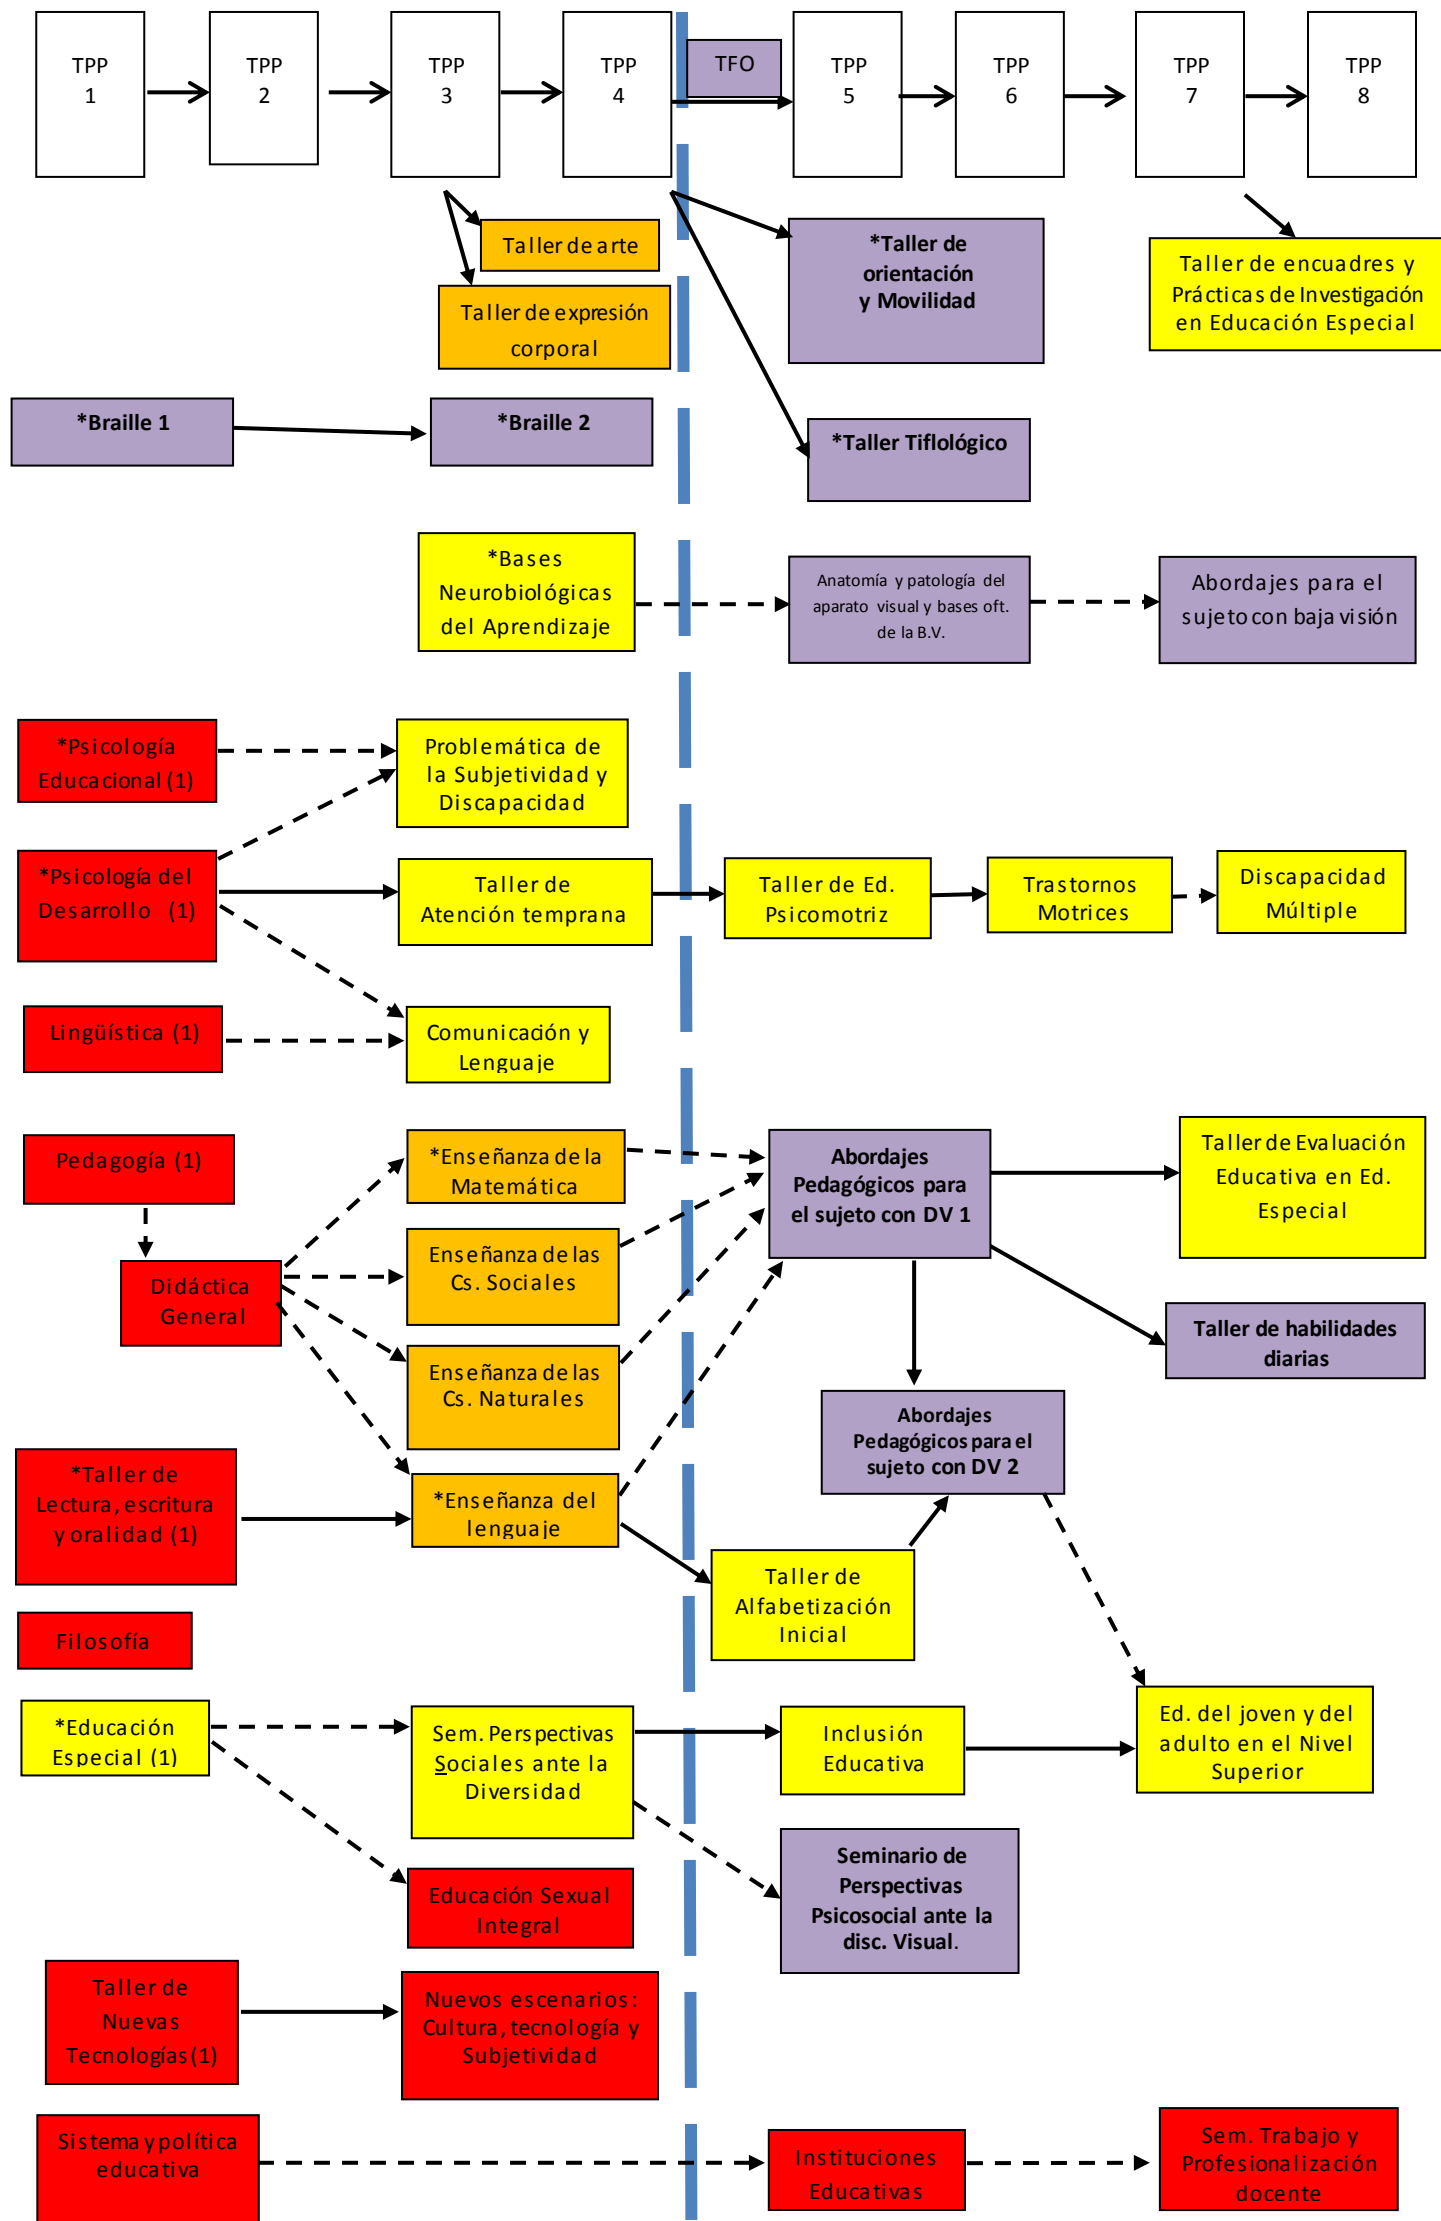 TPP
1
TPP
2
TPP
3
TPP
4
TFO
TPP
5
TPP
6
TPP
7
TPP
8
Taller de arte
Taller de expresión
corporal
*Taller de
orientación
y Movilidad
Taller de encuadres y
Prácticas de Investigación
en Educación Especial
*Braille 1
*Braille 2
*Taller Tiflológico
*Bases
Neurobiológicas
del Aprendizaje
Anatomía y patología del
aparato visual y bases oft.
de la B.V.
Abordajes para el
sujeto con baja visión
*Psicología
Educacional (1)
Problemática de
la Subjetividad y
Discapacidad
*Psicología del
Desarrollo (1)
Taller de
Atención temprana
Taller de Ed.
Psicomotriz
Trastornos
Motrices
Discapacidad
Múltiple
Lingüística (1)
Comunicación y
Lenguaje
Pedagogía (1)
*Enseñanza de la
Matemática
Abordajes
Pedagógicos para
el sujeto con DV 1
Taller de Evaluación
Educativa en Ed.
Especial
Didáctica
General
Enseñanza de las
Cs. Sociales
Taller de habilidades
diarias
Enseñanza de las
Cs. Naturales
Abordajes
Pedagógicos para el
sujeto con DV 2
*Taller de
Lectura, escritura
y oralidad (1)
*Enseñanza del
lenguaje
Taller de
Alfabetización
Inicial
Filosofía
*Educación
Especial (1)
Sem. Perspectivas
Sociales ante la
Diversidad
Inclusión
Educativa
Ed. del joven y del
adulto en el Nivel
Superior
Educación Sexual
Integral
Seminario de
Perspectivas
Psicosocial ante la
disc. Visual.
Taller de
Nuevas
Tecnologías (1)
Nuevos escenarios:
Cultura, tecnología y
Subjetividad
Sistema y política
educativa
Instituciones
Educativas
Sem. Trabajo y
Profesionalización
docente